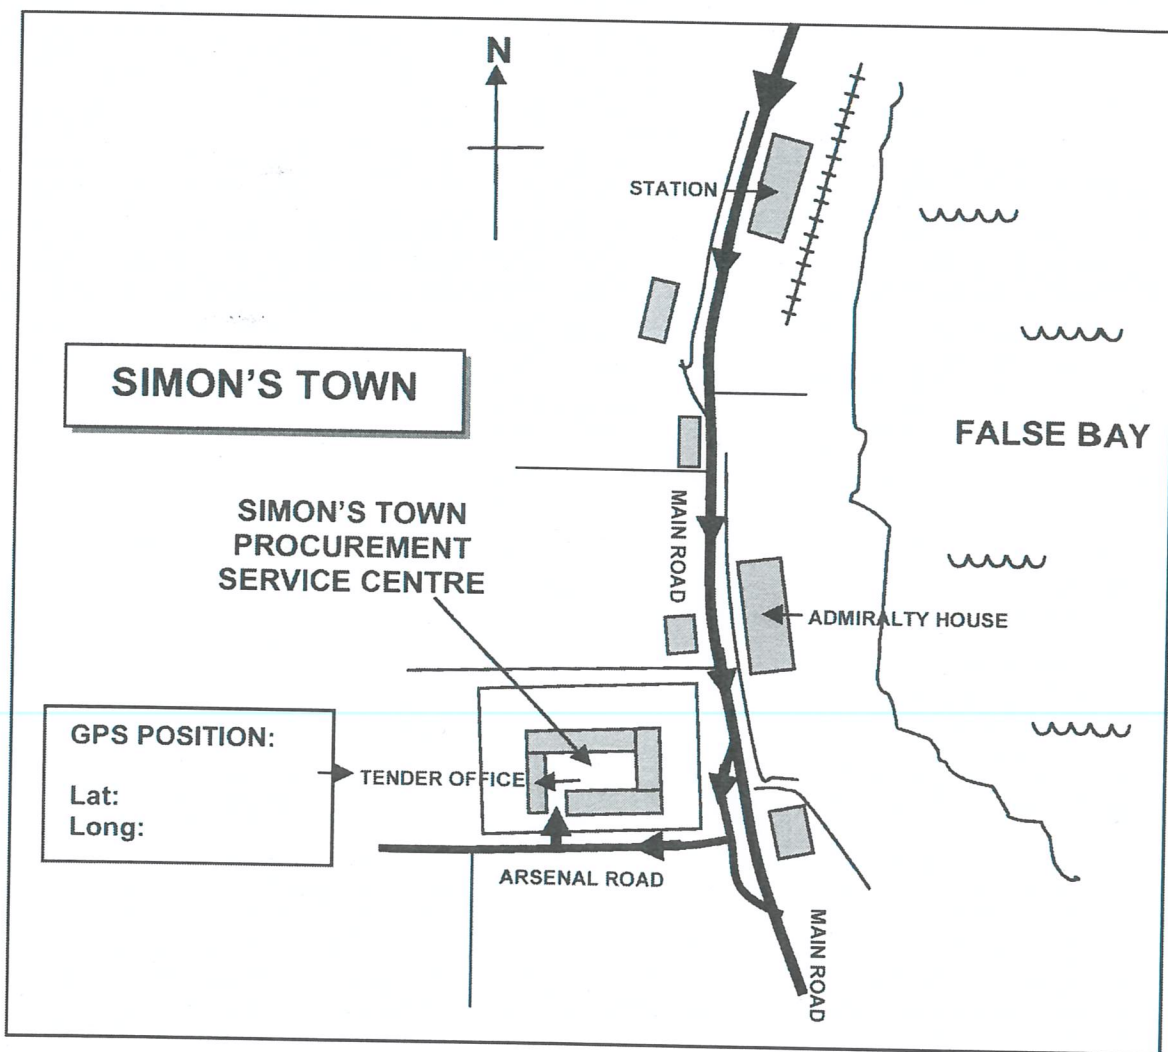 N
STATION
SIMON'S TOWN
FALSE BAY
SIMON'S TOWN
PROCUREMENT
SERVICE CENTRE
MAIN ROAD
ADMIRALTY HOUSE
GPS POSITION:
Lat:
Long:
TENDER OFFICE
ARSENAL ROAD
MAIN ROAD